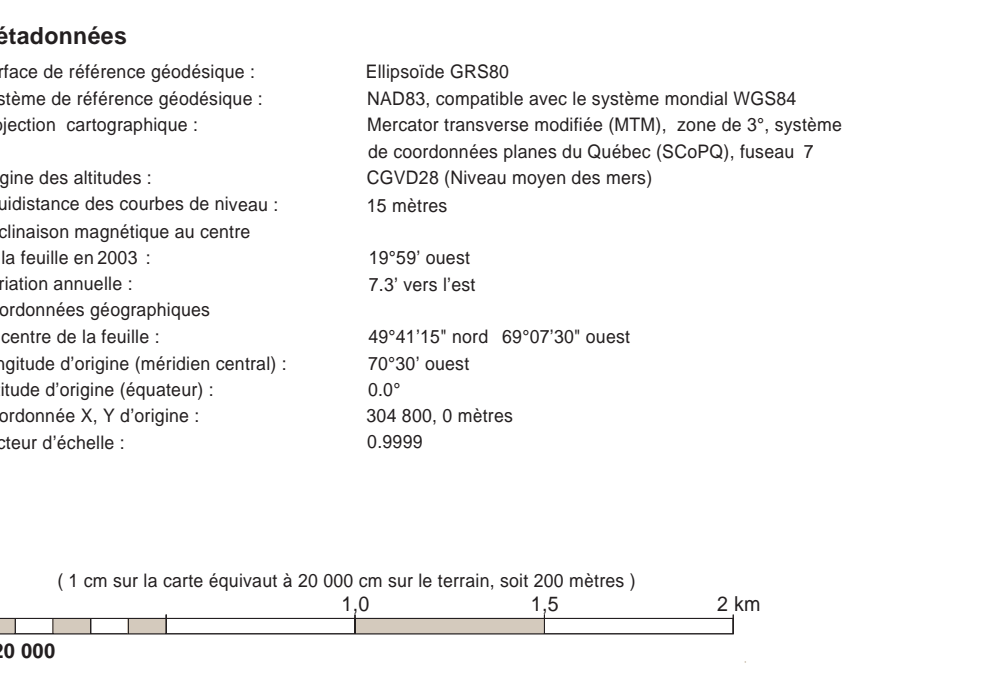 étadonnées
rface de référence géodésique : Ellipsoïde GRS80
stème de référence géodésique : NAD83, compatible avec le système mondial WGS84
ojection cartographique : Mercator transverse modifiée (MTM), zone de 3°, système
de coordonnées planes du Québec (SCoPQ), fuseau 7
gine des altitudes : CGVD28 (Niveau moyen des mers)
uidistance des courbes de niveau : 15 mètres
clinaison magnétique au centre
la feuille en 2003 : 19°59' ouest
riation annuelle : 7.3' vers l'est
ordonnées géographiques
centre de la feuille : 49°41'15" nord 69°07'30" ouest
ngitude d'origine (méridien central) : 70°30' ouest
itude d'origine (équateur) : 0.0°
ordonnée X, Y d'origine : 304 800, 0 mètres
cteur d'échelle : 0.9999
( 1 cm sur la carte équivaut à 20 000 cm sur le terrain, soit 200 mètres )
1,0 1,5 2 km
20 000